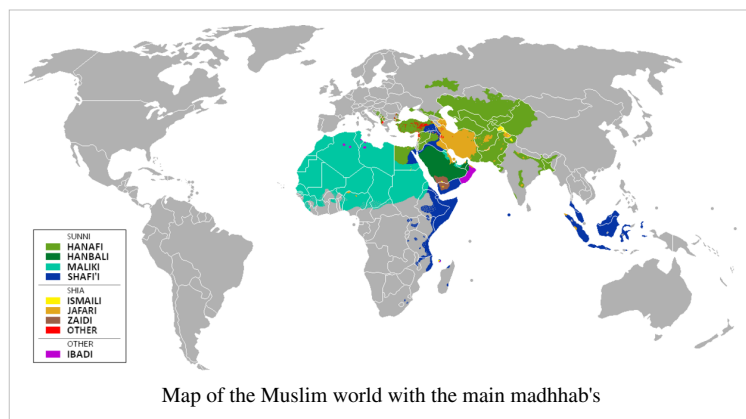 SUNNI
HANAFI
HANBALI
MALIKI
SHAFI'I
SHIA
ISMAILI
JAFARI
ZAIDI
OTHER
OTHER
IBADI
Map of the Muslim world with the main madhhab's